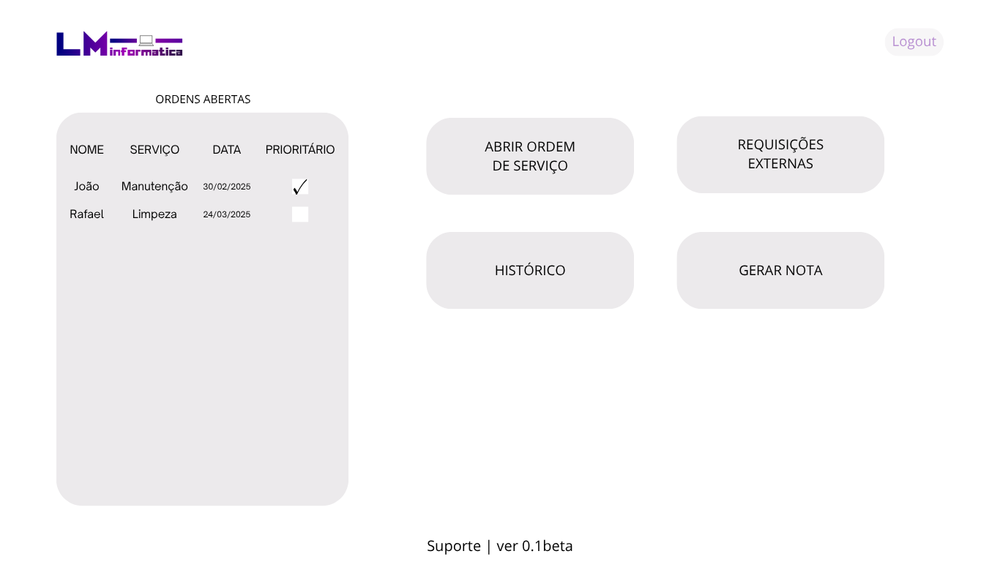 LM informatica
Logout
ORDENS ABERTAS
NOME SERVIÇO DATA PRIORITÁRIO
João Manutenção 30/02/2025
Rafael Limpeza 24/03/2025
ABRIR ORDEM
DE SERVIÇO
REQUISIÇÕES
EXTERNAS
HISTÓRICO
GERAR NOTA
Suporte | ver 0.1beta